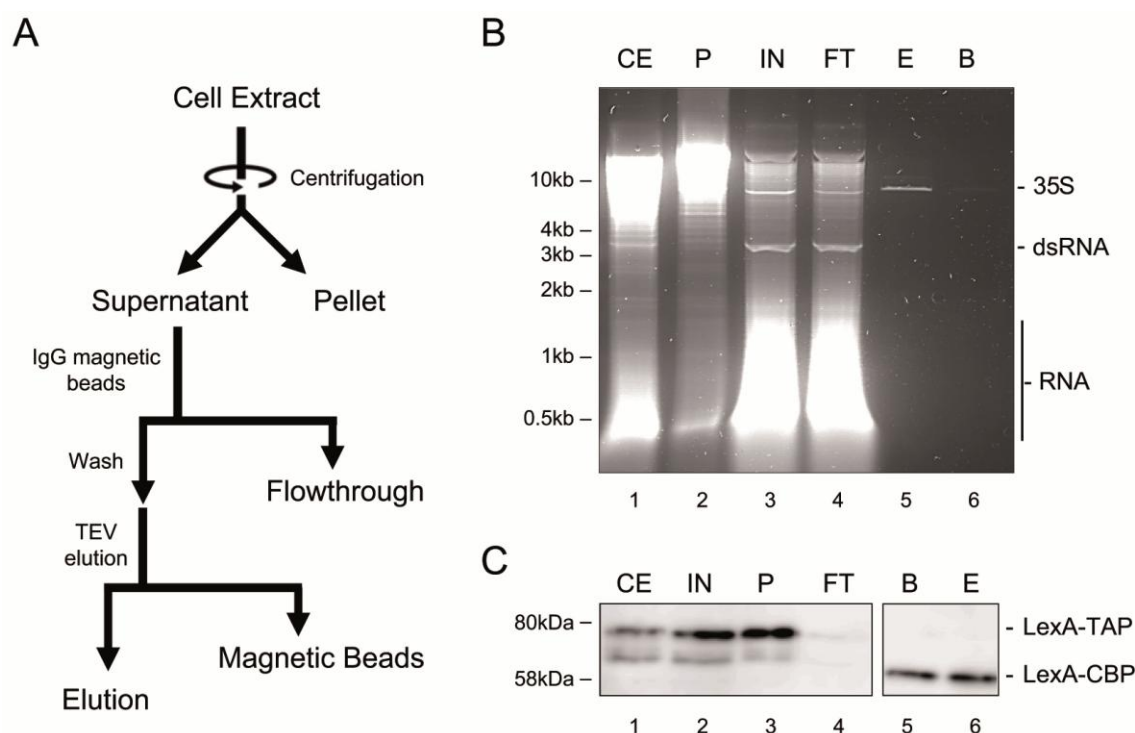 A
Cell Extract
Centrifugation
Supernatant Pellet
IgG magnetic
beads
Wash
Flowthrough
TEV
elution
Magnetic Beads
Elution
B
CE P IN FT E B
10kb –
4kb –
3kb –
2kb –
1kb –
0.5kb –
- 35S
- dsRNA
- RNA
1 2 3 4 5 6
C
CE IN P FT B E
80kDa –
58kDa –
- LexA-TAP
- LexA-CBP
1 2 3 4 5 6